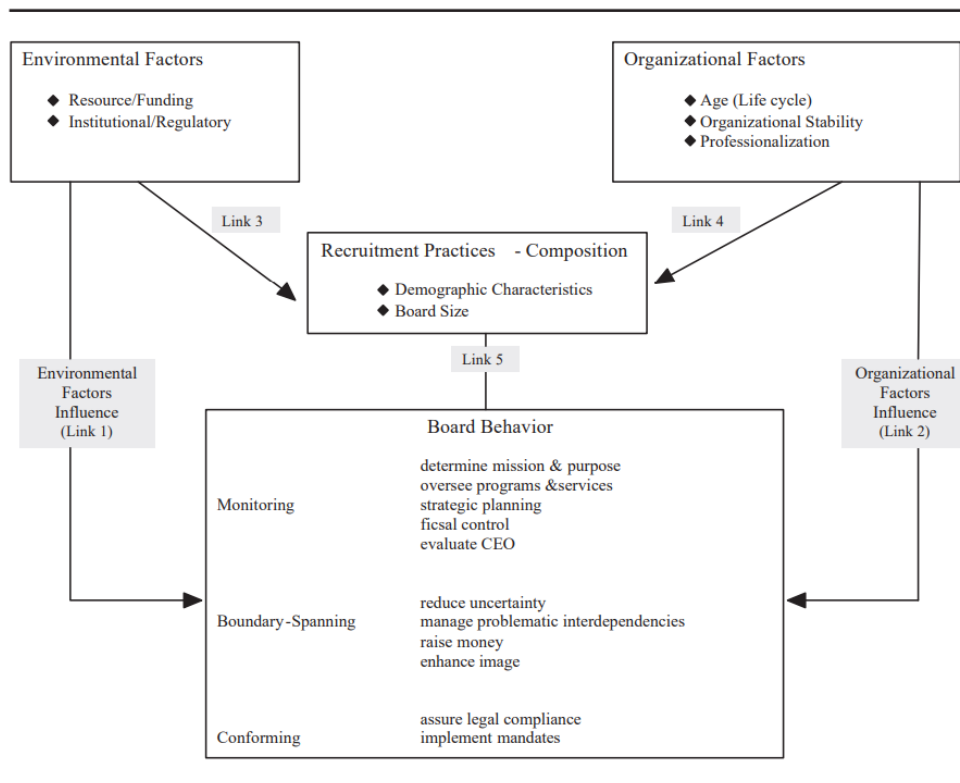 Environmental Factors
◆ Resource/Funding
◆ Institutional/Regulatory
Organizational Factors
◆ Age (Life cycle)
◆ Organizational Stability
◆ Professionalization
Link 3
Link 4
Recruitment Practices - Composition
◆ Demographic Characteristics
◆ Board Size
Link 5
Environmental
Factors
Influence
(Link 1)
Organizational
Factors
Influence
(Link 2)
Board Behavior
Monitoring
determine mission & purpose
oversee programs &services
strategic planning
ficsal control
evaluate CEO
Boundary-Spanning
reduce uncertainty
manage problematic interdependencies
raise money
enhance image
Conforming
assure legal compliance
implement mandates